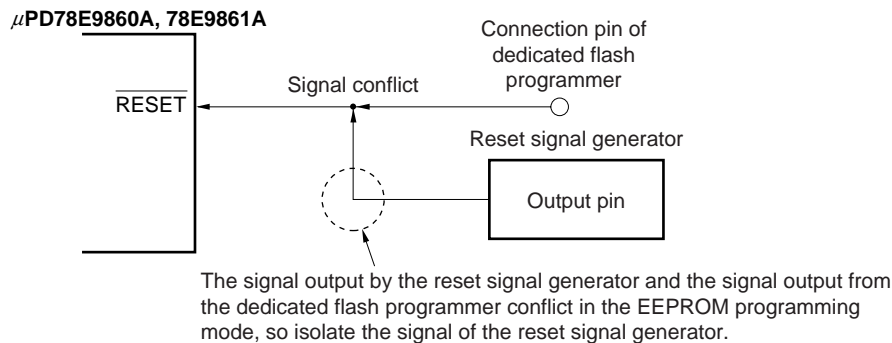 μPD78E9860A, 78E9861A
Connection pin of
dedicated flash
programmer
Signal conflict
RESET
Reset signal generator
Output pin
The signal output by the reset signal generator and the signal output from
the dedicated flash programmer conflict in the EEPROM programming
mode, so isolate the signal of the reset signal generator.